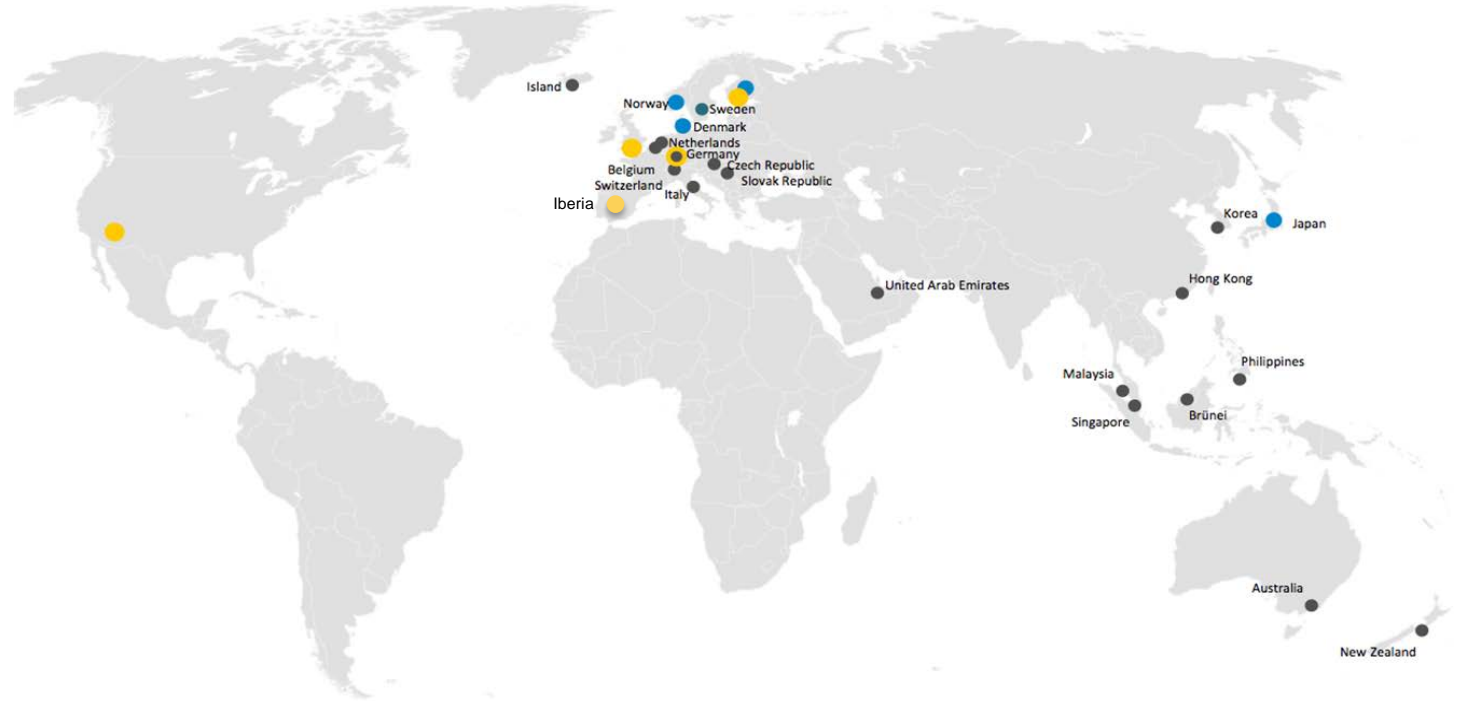 Island
Norway
Sweden
Denmark
Netherlands
Germany
Czech Republic
Belgium
Slovak Republic
Switzerland
Italy
Iberia
Korea
Japan
Hong Kong
United Arab Emirates
Philippines
Malaysia
Brünei
Singapore
Australia
New Zealand